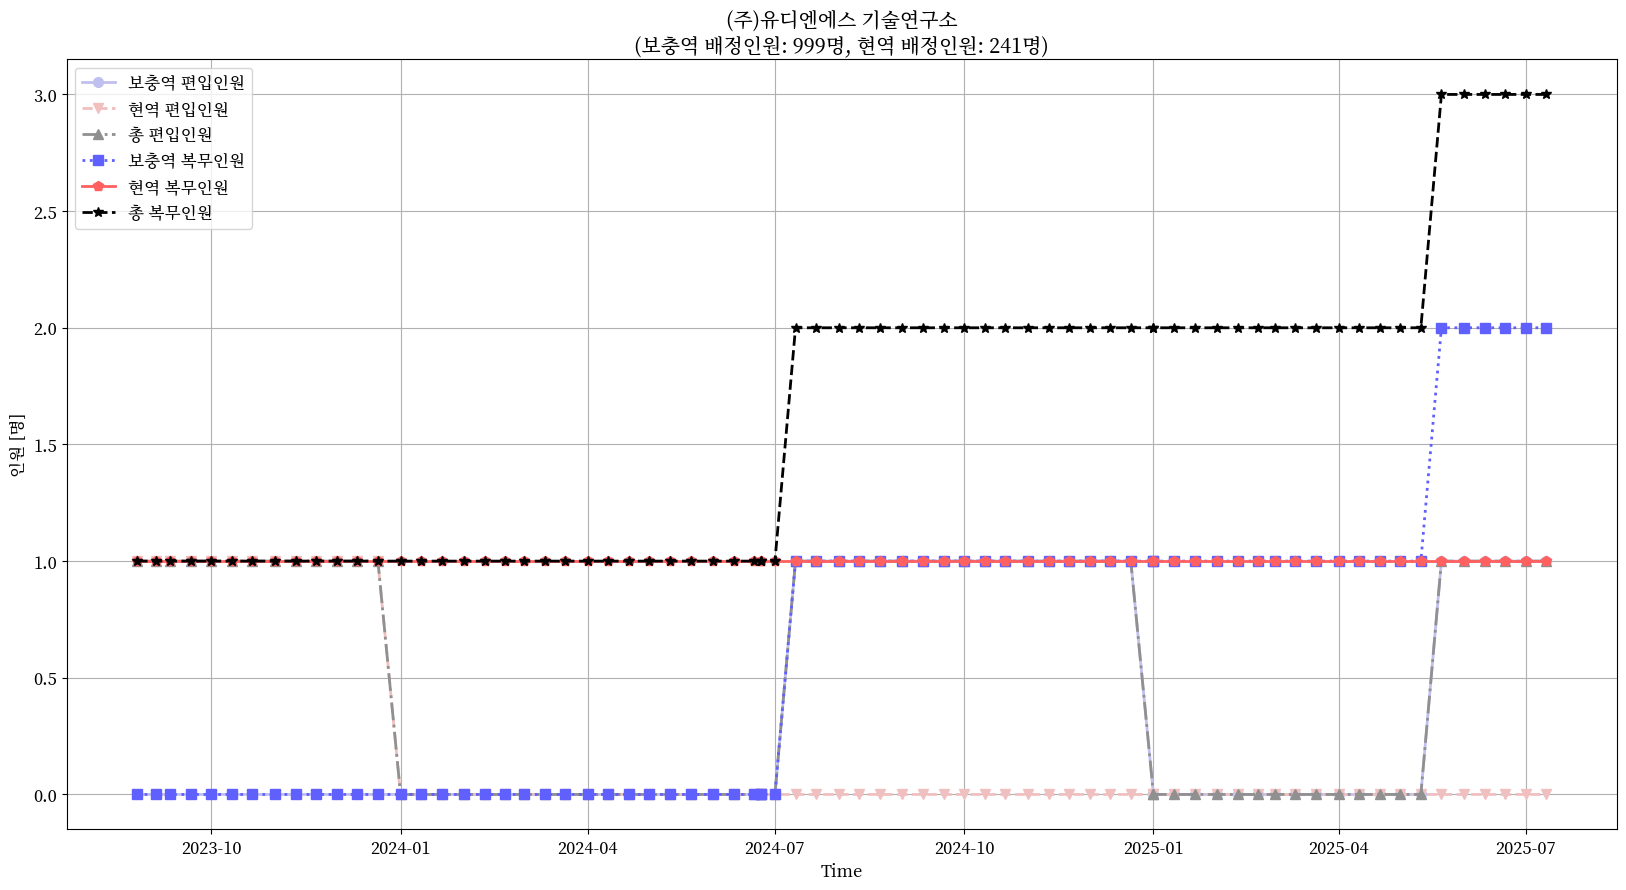 (주)유디엔에스 기술연구소
(보충역 배정인원: 999명, 현역 배정인원: 241명)
보충역 편입인원
현역 편입인원
총 편입인원
보충역 복무인원
현역 복무인원
총 복무인원
3.0
2.5
2.0
1.5
1.0
0.5
0.0
인원 [명]
2023-10 2024-01 2024-04 2024-07 2024-10 2025-01 2025-04 2025-07
Time